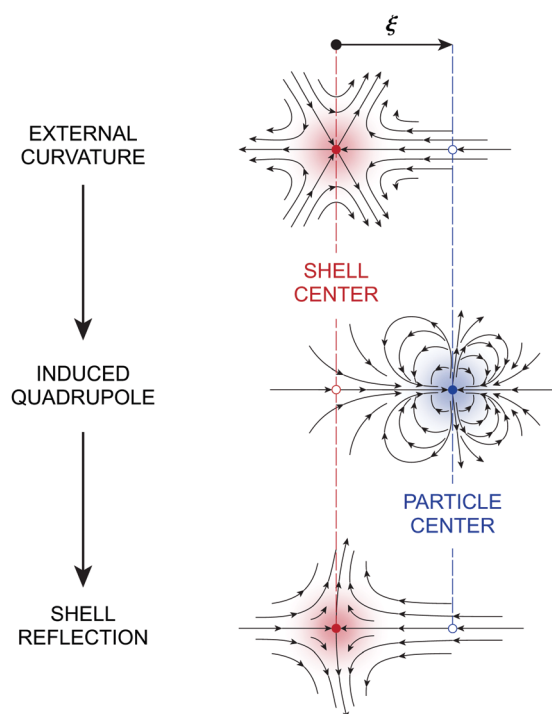 ξ
EXTERNAL
CURVATURE
SHELL
CENTER
INDUCED
QUADRUPOLE
PARTICLE
CENTER
SHELL
REFLECTION